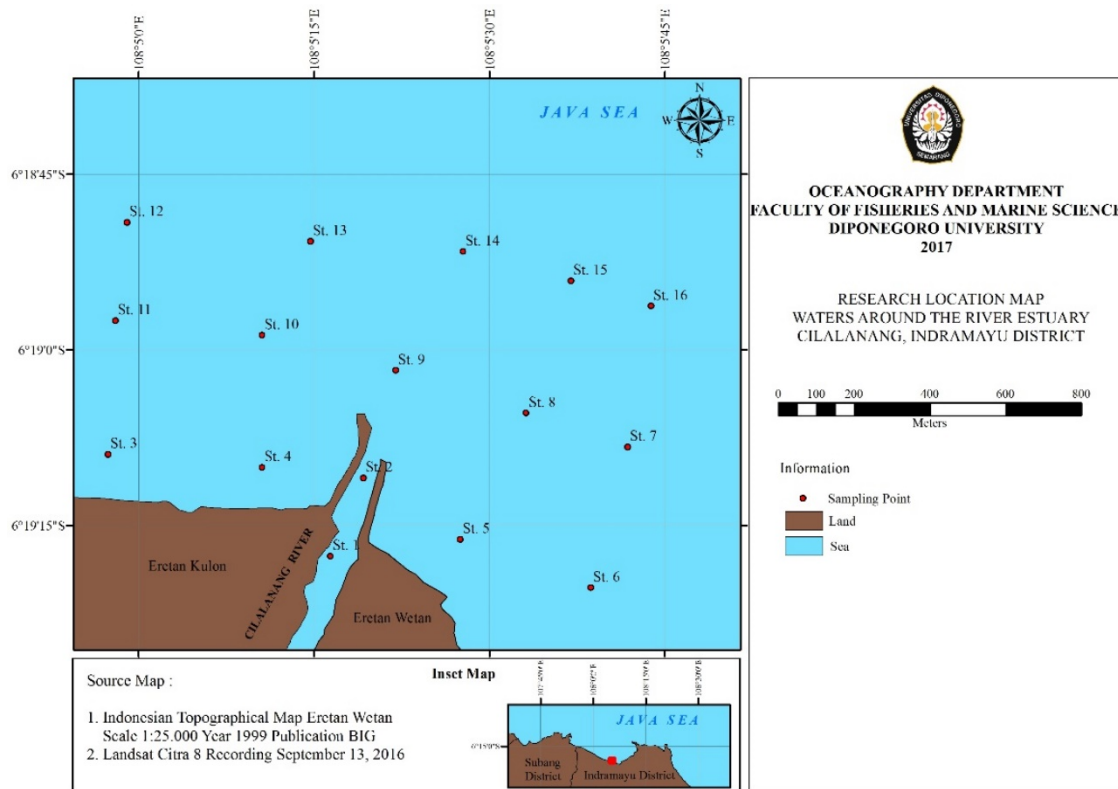 108°5'0"E
108°5'15"E
108°5'30"E
108°5'45"E
JAVA SEA
N
W E
S
6°18'45"S
St. 12
St. 13
St. 14
St. 15
St. 16
St. 11
St. 10
6°19'0"S
St. 9
St. 8
St. 7
St. 3
St. 4
St. 2
6°19'15"S
St. 5
St. 1
St. 6
Eretan Kulon
CILALANANG RIVER
Eretan Wetan
UNIVERSITAS DIPONEGORO
SEMARANG
OCEANOGRAPHY DEPARTMENT
FACULTY OF FISHERIES AND MARINE SCIENCE
DIPONEGORO UNIVERSITY
2017
RESEARCH LOCATION MAP
WATERS AROUND THE RIVER ESTUARY
CILALANANG, INDRAMAYU DISTRICT
0 100 200 400 600 800
Meters
Information
Sampling Point
Land
Sea
Source Map :
1. Indonesian Topographical Map Eretan Wetan
Scale 1:25.000 Year 1999 Publication BIG
2. Landsat Citra 8 Recording September 13, 2016
Inset Map
JAVA SEA
Subang
District
Indramayu District